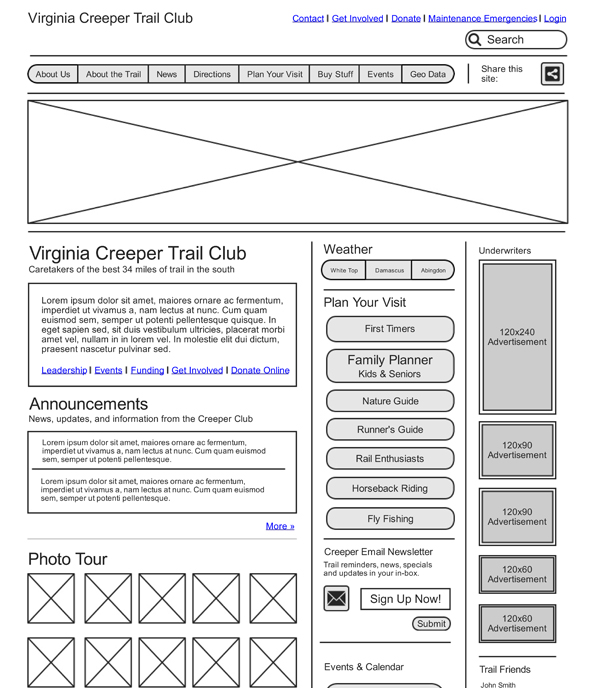 Virginia Creeper Trail Club
Contact | Get Involved | Donate | Maintenance Emergencies | Login
Search
About Us About the Trail News Directions Plan Your Visit Buy Stuff Events Geo Data
Share this
site:
Virginia Creeper Trail Club
Caretakers of the best 34 miles of trail in the south
Lorem ipsum dolor sit amet, maiores ornare ac fermentum,
imperdiet ut vivamus a, nam lectus at nunc. Cum quam
euismod sem, semper ut potenti pellentesque quisque. In
eget sapien sed, sit duis vestibulum ultricies, placerat morbi
amet vel, nullam in in lorem vel. In molestie elit dui dictum,
praesent nascetur pulvinar sed.
Leadership | Events | Funding | Get Involved | Donate Online
Announcements
News, updates, and information from the Creeper Club
Lorem ipsum dolor sit amet, maiores ornare ac fermentum,
imperdiet ut vivamus a, nam lectus at nunc. Cum quam euismod
sem, semper ut potenti pellentesque.
Lorem ipsum dolor sit amet, maiores ornare ac fermentum,
imperdiet ut vivamus a, nam lectus at nunc. Cum quam euismod
sem, semper ut potenti pellentesque.
More »
Photo Tour
Weather
White Top Damascus Abingdon
Plan Your Visit
First Timers
Family Planner
Kids & Seniors
Nature Guide
Runner's Guide
Rail Enthusiasts
Horseback Riding
Fly Fishing
Creeper Email Newsletter
Trail reminders, news, specials
and updates in your in-box.
Sign Up Now!
Submit
Events & Calendar
Underwriters
120x240
Advertisement
120x90
Advertisement
120x90
Advertisement
120x60
Advertisement
120x60
Advertisement
Trail Friends
John Smith